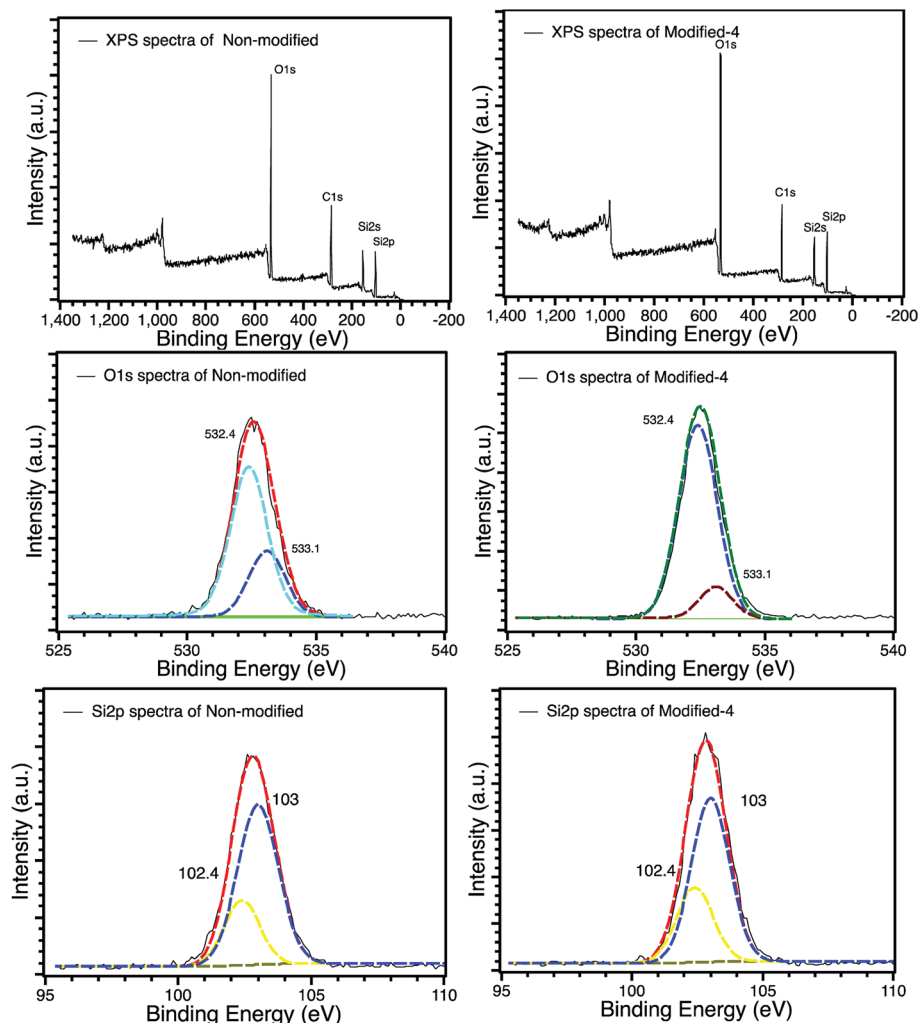 XPS spectra of Non-modified
O1s
C1s
Si2s
Si2p
Intensity (a.u.)
1,400 1,200 1,000 800 600 400 200 0 -200
Binding Energy (eV)
XPS spectra of Modified-4
O1s
C1s
Si2p
Si2s
Intensity (a.u.)
1,400 1,200 1,000 800 600 400 200 0 -200
Binding Energy (eV)
O1s spectra of Non-modified
532.4
533.1
Intensity (a.u.)
525 530 535 540
Binding Energy (eV)
O1s spectra of Modified-4
532.4
533.1
Intensity (a.u.)
525 530 535 540
Binding Energy (eV)
Si2p spectra of Non-modified
103
102.4
Intensity (a.u.)
95 100 105 110
Binding Energy (eV)
Si2p spectra of Modified-4
103
102.4
Intensity (a.u.)
95 100 105 110
Binding Energy (eV)